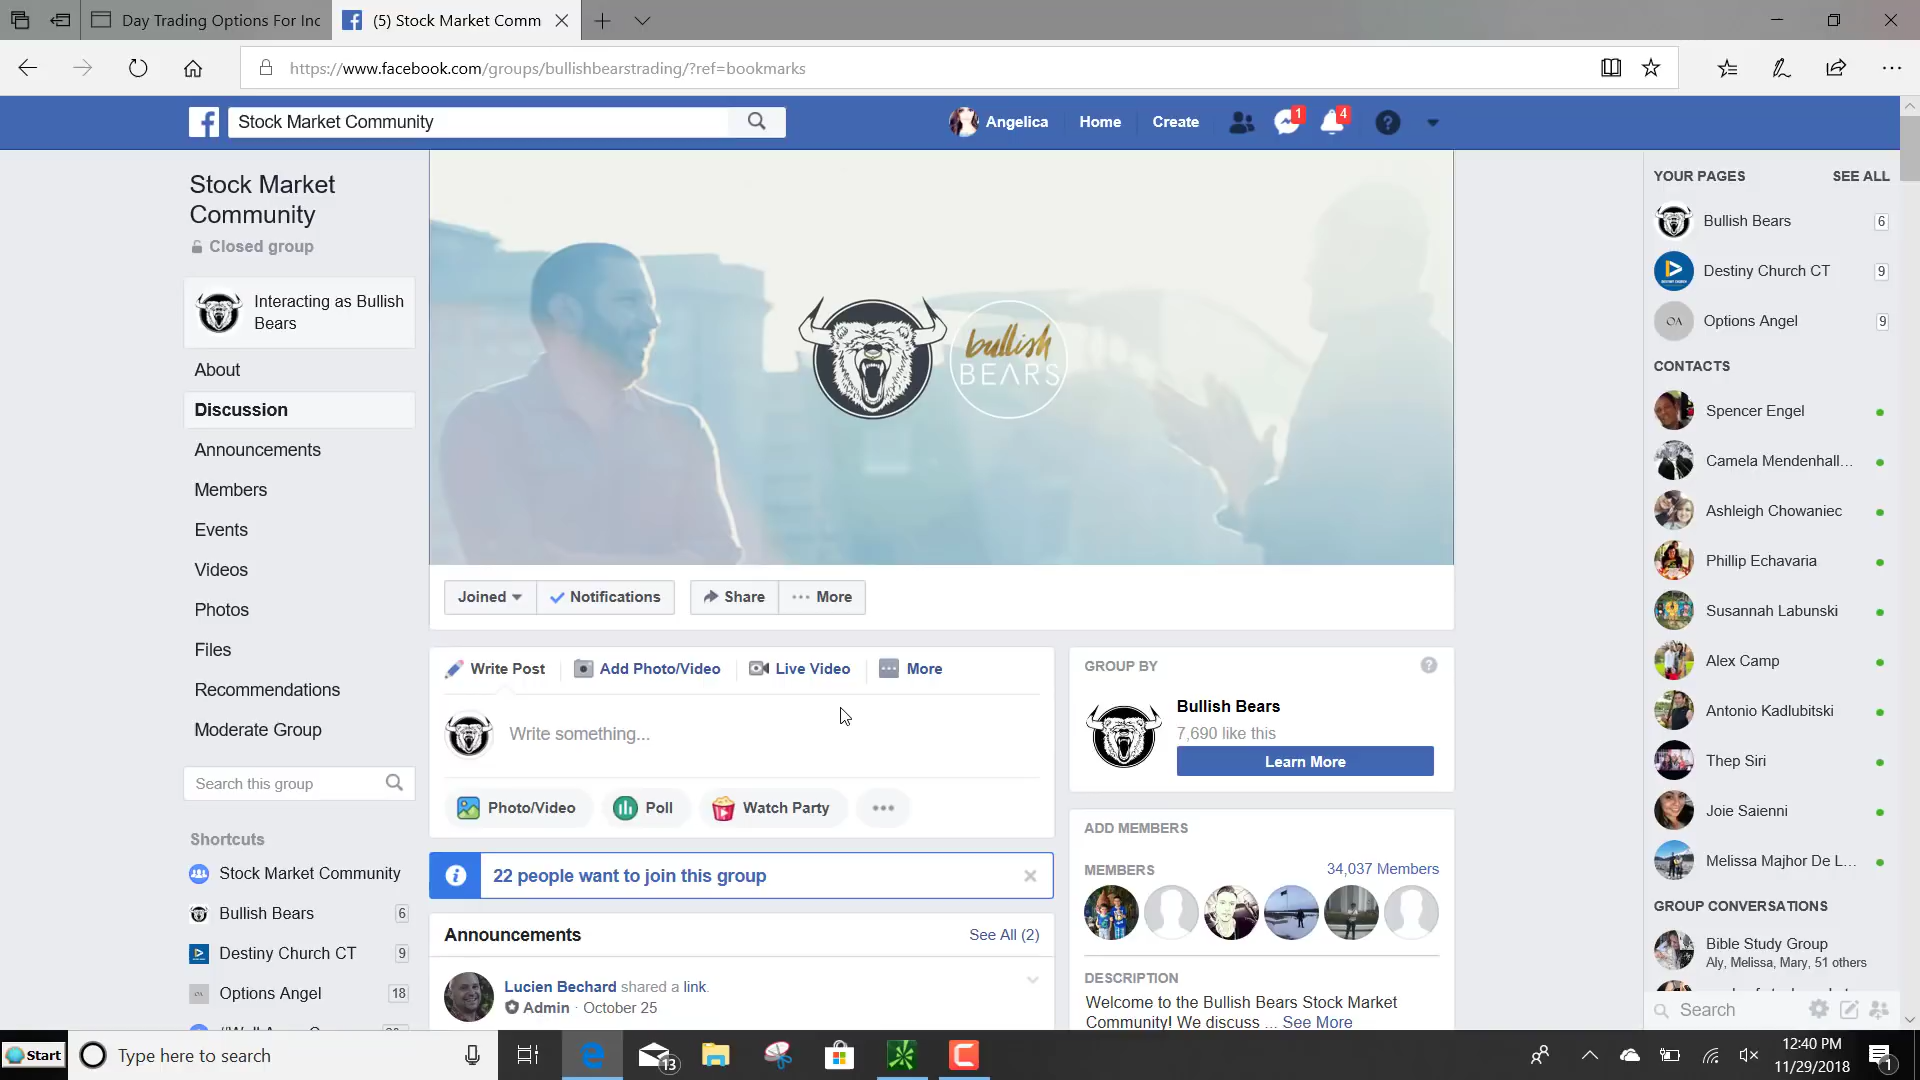 Day Trading Options For Inc
(5) Stock Market Comm
https://www.facebook.com/groups/bullishbearstrading/?ref=bookmarks
Stock Market Community
Angelica
Home
Create
1
4
Stock Market
Community
Closed group
Interacting as Bullish
Bears
About
Discussion
Announcements
Members
Events
Videos
Photos
Files
Recommendations
Moderate Group
Search this group
Shortcuts
Stock Market Community
Bullish Bears 6
Destiny Church CT 9
Options Angel 18
bullish
BEARS
Joined
Notifications
Share
More
Write Post
Add Photo/Video
Live Video
More
Write something...
Photo/Video
Poll
Watch Party
22 people want to join this group
Announcements
See All (2)
Lucien Bechard shared a link.
Admin · October 25
GROUP BY
Bullish Bears
7,690 like this
Learn More
ADD MEMBERS
MEMBERS
34,037 Members
DESCRIPTION
Welcome to the Bullish Bears Stock Market
Community! We discuss ... See More
YOUR PAGES
SEE ALL
Bullish Bears 6
Destiny Church CT 9
OA
Options Angel 9
CONTACTS
Spencer Engel
Camela Mendenhall...
Ashleigh Chowaniec
Phillip Echavaria
Susannah Labunski
Alex Camp
Antonio Kadlubitski
Thep Siri
Joie Saienni
Melissa Majhor De L...
GROUP CONVERSATIONS
Bible Study Group
Aly, Melissa, Mary, 51 others
Search
Start
Type here to search
13
12:40 PM
11/29/2018
1